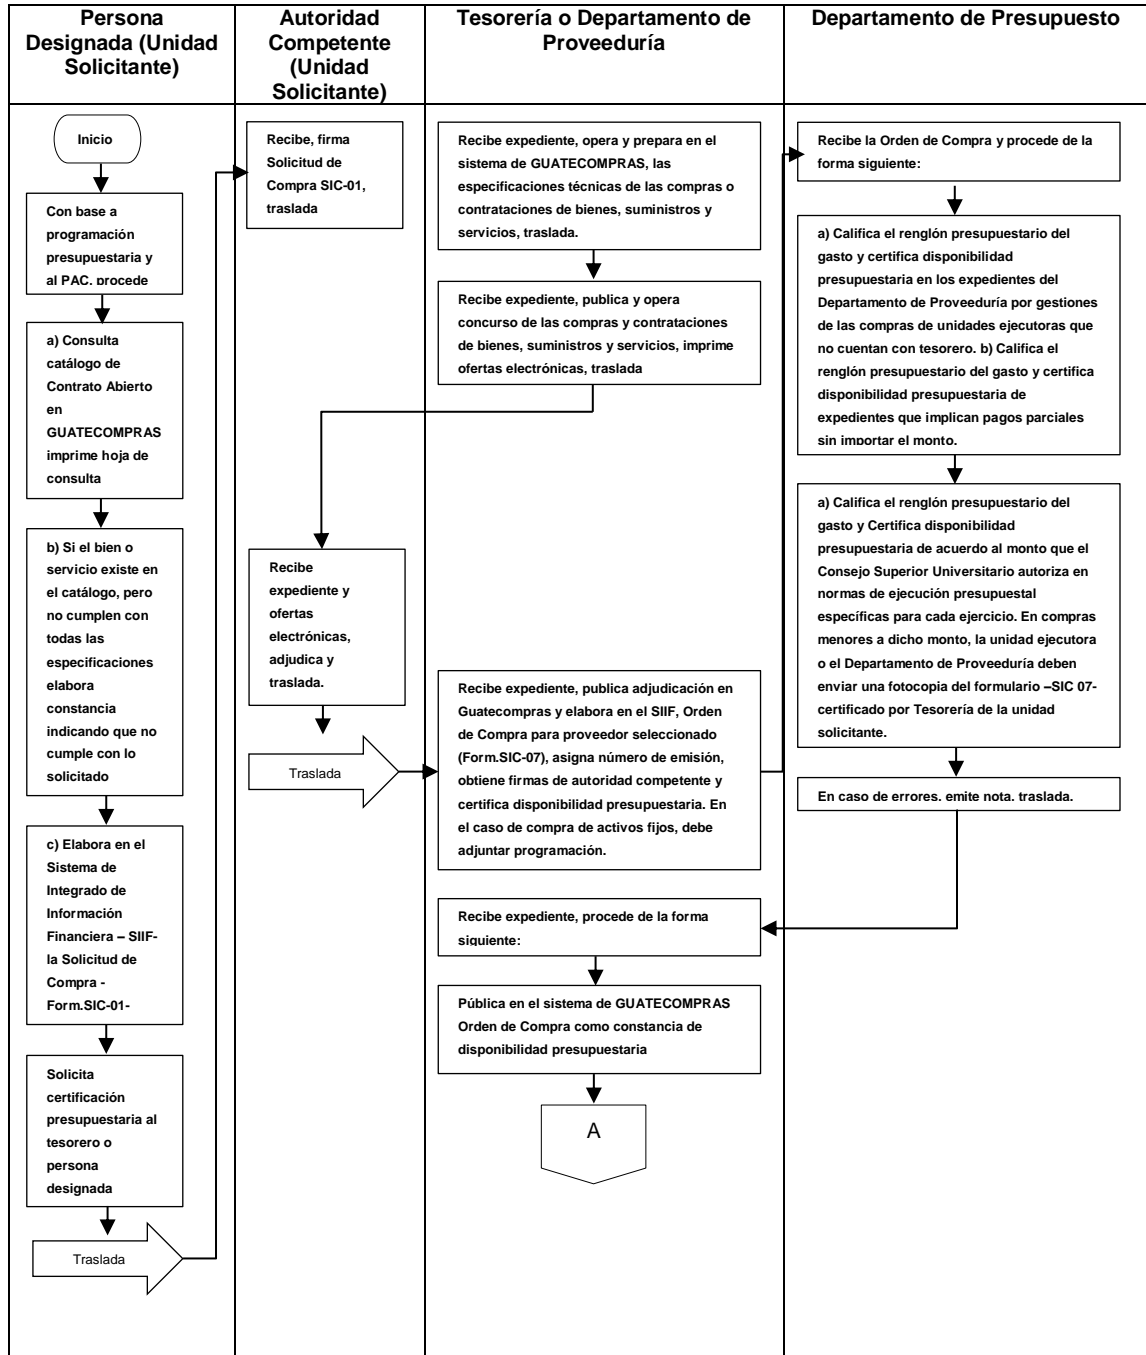 Persona
Designada (Unidad
Solicitante)
Autoridad
Competente
(Unidad
Solicitante)
Tesorería o Departamento de
Proveeduría
Departamento de Presupuesto
Inicio
Con base a
programación
presupuestaria y
al PAC, procede
a) Consulta
catálogo de
Contrato Abierto
en
GUATECOMPRAS
imprime hoja de
consulta
b) Si el bien o
servicio existe en
el catálogo, pero
no cumplen con
todas las
especificaciones
elabora
constancia
indicando que no
cumple con lo
solicitado
c) Elabora en el
Sistema de
Integrado de
Información
Financiera – SIIF-
la Solicitud de
Compra -
Form.SIC-01-
Solicita
certificación
presupuestaria al
tesorero o
persona
designada
Traslada
Recibe, firma
Solicitud de
Compra SIC-01,
traslada
Recibe
expediente y
ofertas
electrónicas,
adjudica y
traslada.
Traslada
Recibe expediente, opera y prepara en el
sistema de GUATECOMPRAS, las
especificaciones técnicas de las compras o
contrataciones de bienes, suministros y
servicios, traslada.
Recibe expediente, publica y opera
concurso de las compras y contrataciones
de bienes, suministros y servicios, imprime
ofertas electrónicas, traslada
Recibe expediente, publica adjudicación en
Guatecompras y elabora en el SIIF, Orden
de Compra para proveedor seleccionado
(Form.SIC-07), asigna número de emisión,
obtiene firmas de autoridad competente y
certifica disponibilidad presupuestaria. En
el caso de compra de activos fijos, debe
adjuntar programación.
Recibe expediente, procede de la forma
siguiente:
Pública en el sistema de GUATECOMPRAS
Orden de Compra como constancia de
disponibilidad presupuestaria
A
Recibe la Orden de Compra y procede de la
forma siguiente:
a) Califica el renglón presupuestario del
gasto y certifica disponibilidad
presupuestaria en los expedientes del
Departamento de Proveeduría por gestiones
de las compras de unidades ejecutoras que
no cuentan con tesorero. b) Califica el
renglón presupuestario del gasto y certifica
disponibilidad presupuestaria de
expedientes que implican pagos parciales
sin importar el monto.
a) Califica el renglón presupuestario del
gasto y Certifica disponibilidad
presupuestaria de acuerdo al monto que el
Consejo Superior Universitario autoriza en
normas de ejecución presupuestal
específicas para cada ejercicio. En compras
menores a dicho monto, la unidad ejecutora
o el Departamento de Proveeduría deben
enviar una fotocopia del formulario –SIC 07-
certificado por Tesorería de la unidad
solicitante.
En caso de errores. emite nota. traslada.